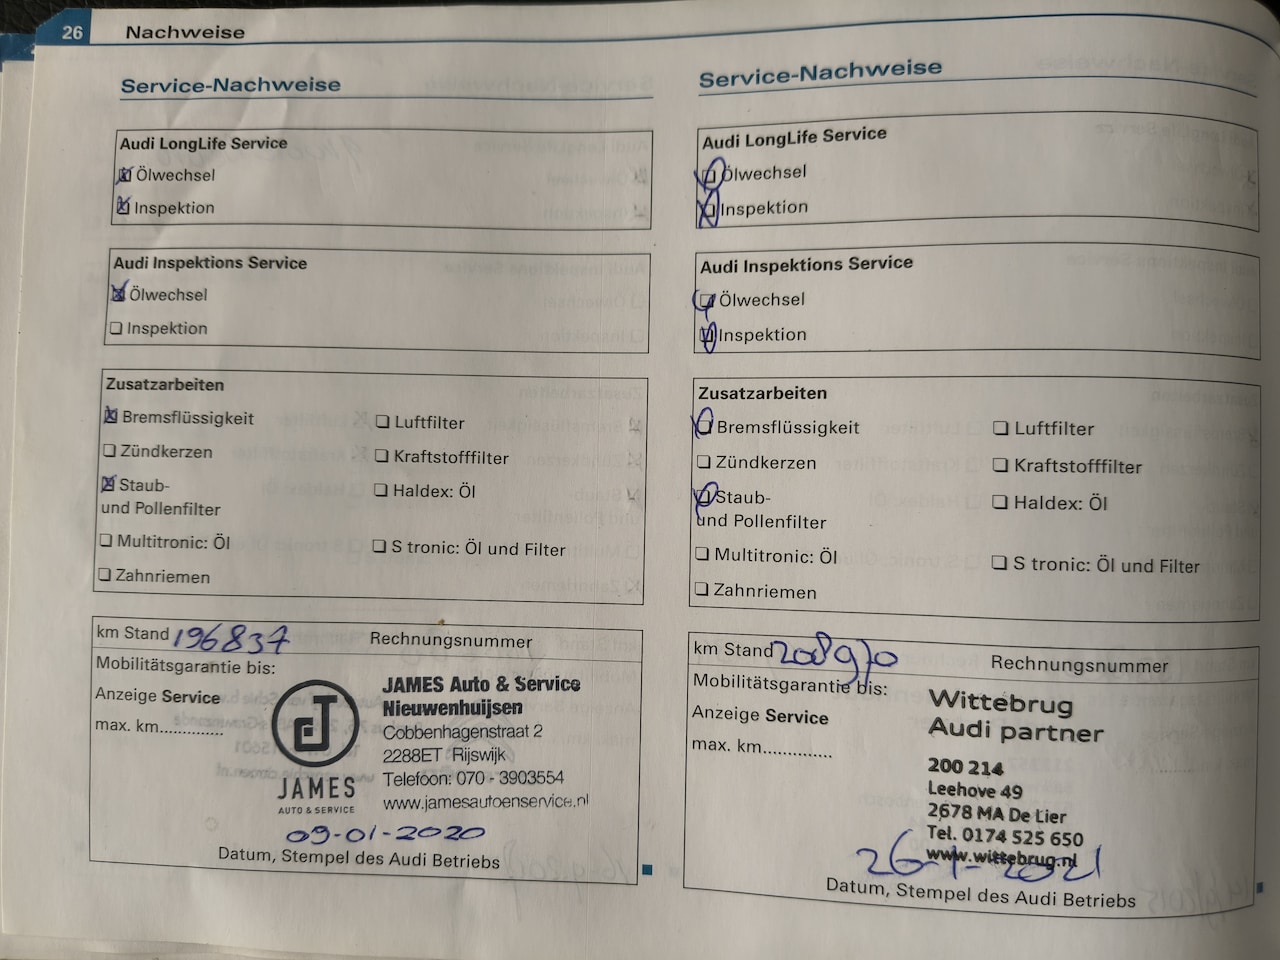 26 Nachweise
Service-Nachweise
Audi LongLife Service
Ölwechsel
Inspektion
Audi Inspektions Service
Ölwechsel
Inspektion
Zusatzarbeiten
Bremsflüssigkeit
Luftfilter
Zündkerzen
Kraftstofffilter
Staub-
und Pollenfilter
Haldex: Öl
Multitronic: Öl
S tronic: Öl und Filter
Zahnriemen
km Stand 196837 Rechnungsnummer
Mobilitätsgarantie bis:
Anzeige Service
max. km.............
JAMES
AUTO & SERVICE
JAMES Auto & Service
Nieuwenhuijsen
Cobbenhagenstraat 2
2288ET Rijswijk
Telefoon: 070 - 3903554
www.jamesautoenservice.nl
09-01-2020
Datum, Stempel des Audi Betriebs
Service-Nachweise
Audi LongLife Service
Ölwechsel
Inspektion
Audi Inspektions Service
Ölwechsel
Inspektion
Zusatzarbeiten
Bremsflüssigkeit
Luftfilter
Zündkerzen
Kraftstofffilter
Staub-
und Pollenfilter
Haldex: Öl
Multitronic: Öl
S tronic: Öl und Filter
Zahnriemen
km Stand 208970 Rechnungsnummer
Mobilitätsgarantie bis:
Anzeige Service
max. km.............
Wittebrug
Audi partner
200 214
Leehove 49
2678 MA De Lier
Tel. 0174 525 650
www.wittebrug.nl
26-1-2021
Datum, Stempel des Audi Betriebs